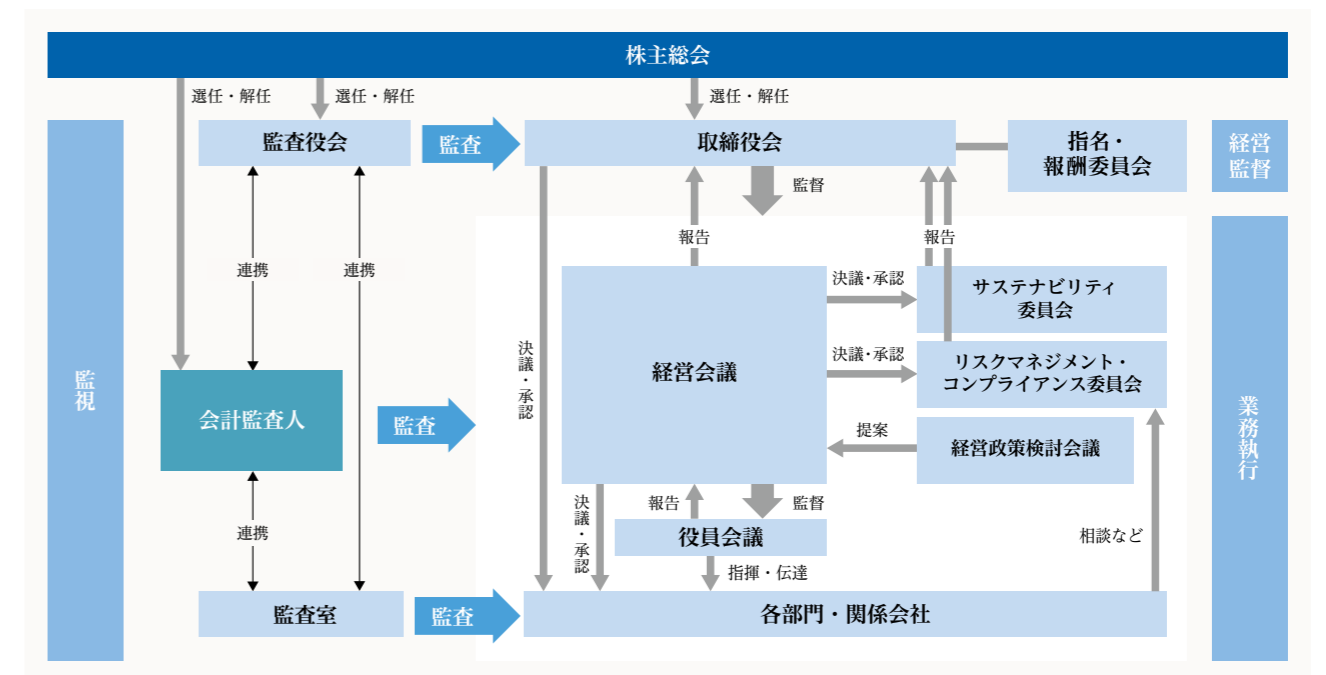 株主総会
選任・解任
選任・解任
選任・解任
監査役会
監査
取締役会
指名・
報酬委員会
経営
監督
監督
報告
報告
連携
連携
決議・承認
サステナビリティ
委員会
監視
会計監査人
監査
決議・承認
経営会議
決議・承認
リスクマネジメント・
コンプライアンス委員会
提案
経営政策検討会議
業務執行
連携
決議・承認
報告
監督
役員会議
指揮・伝達
相談など
監査室
監査
各部門・関係会社